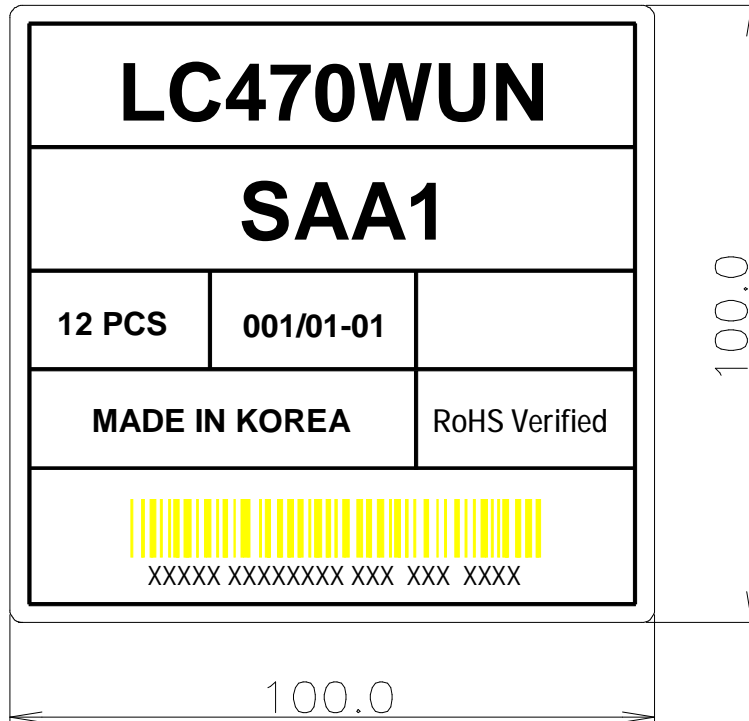 LC470WUN
SAA1
12 PCS 001/01-01
MADE IN KOREA RoHS Verified
XXXXX XXXXXXXX XXX XXX XXXX
100.0
100.0